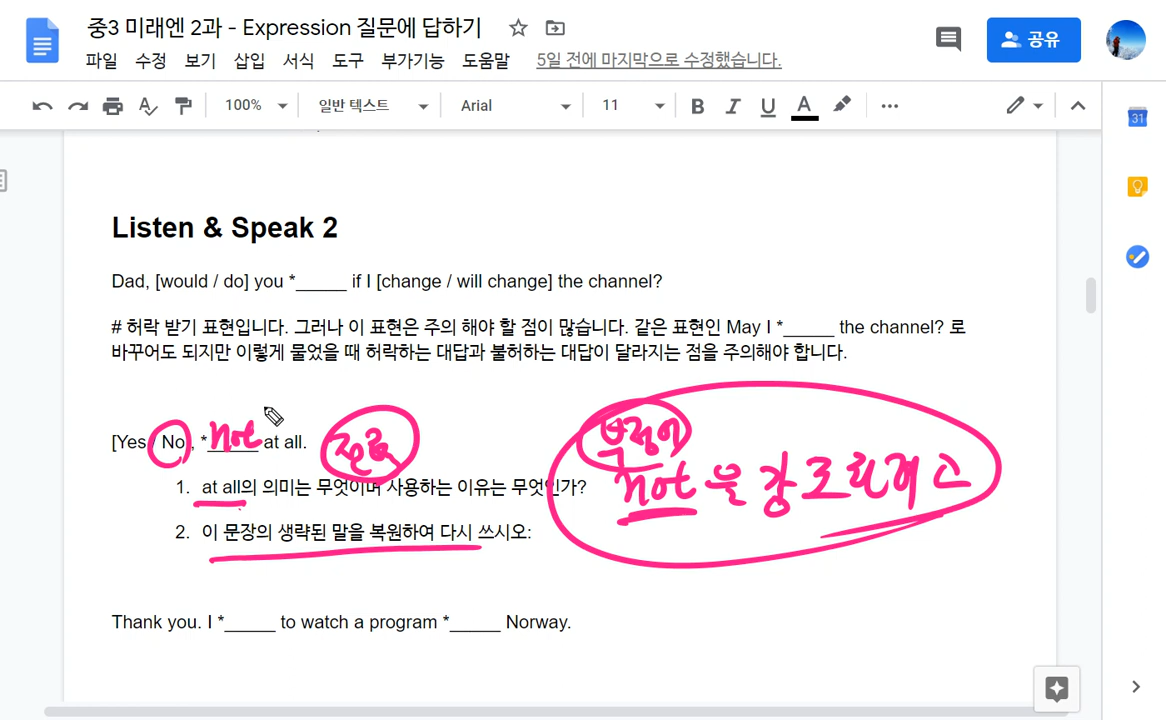 중3 미래엔 2과 - Expression 질문에 답하기
파일 수정 보기 삽입 서식 도구 부가기능 도움말 5일 전에 마지막으로 수정했습니다.
공유
100% 일반 텍스트 Arial 11 B I U A
31
Listen & Speak 2
Dad, [would / do] you *_____ if I [change / will change] the channel?
# 허락 받기 표현입니다. 그러나 이 표현은 주의 해야 할 점이 많습니다. 같은 표현인 May I *_____ the channel? 로
바꾸어도 되지만 이렇게 물었을 때 허락하는 대답과 불허하는 대답이 달라지는 점을 주의해야 합니다.
부정어
[Yes / No], *not at all. 전혀
not을 강조하려고
1. at all의 의미는 무엇이며 사용하는 이유는 무엇인가?
2. 이 문장의 생략된 말을 복원하여 다시 쓰시오:
Thank you. I *_____ to watch a program *_____ Norway.